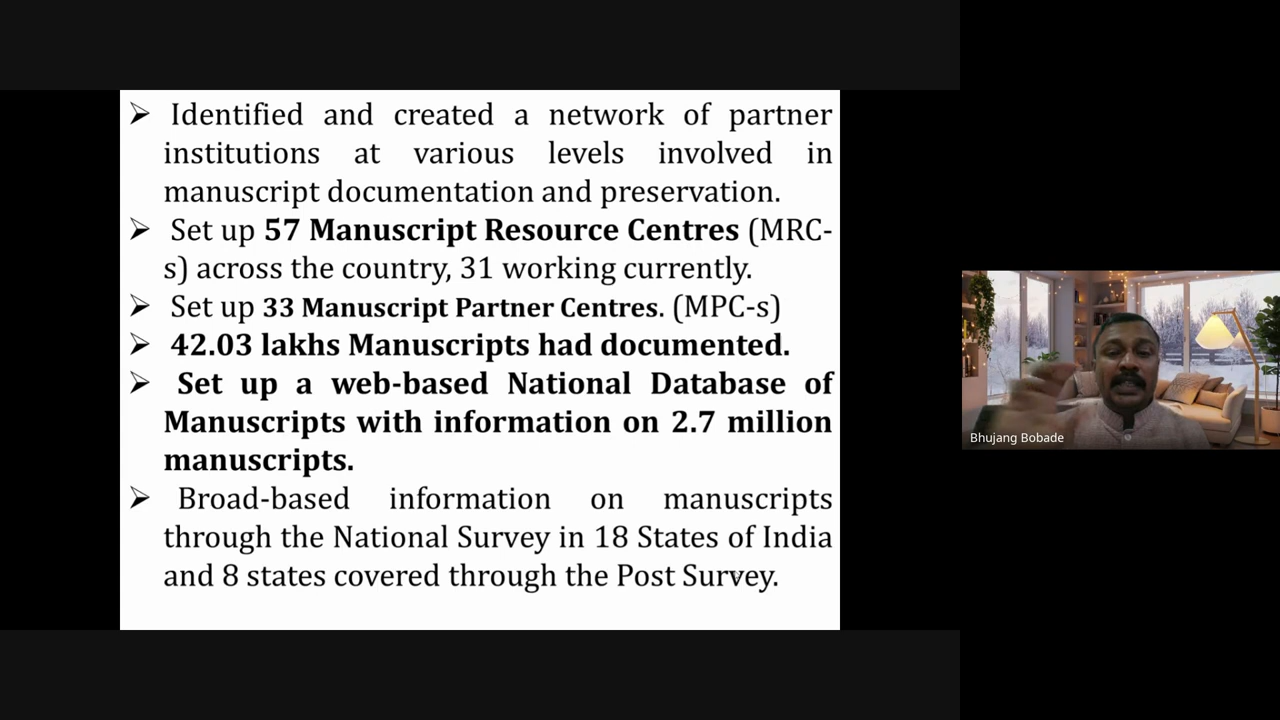 ➢ Identified and created a network of partner
institutions at various levels involved in
manuscript documentation and preservation.
➢ Set up 57 Manuscript Resource Centres (MRC-
s) across the country, 31 working currently.
➢ Set up 33 Manuscript Partner Centres. (MPC-s)
➢ 42.03 lakhs Manuscripts had documented.
➢ Set up a web-based National Database of
Manuscripts with information on 2.7 million
manuscripts.
➢ Broad-based information on manuscripts
through the National Survey in 18 States of India
and 8 states covered through the Post Survey.
Bhujang Bobade